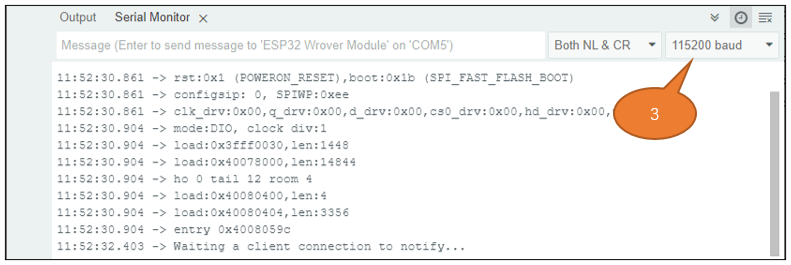 Output Serial Monitor
Message (Enter to send message to 'ESP32 Wrover Module' on 'COM5') Both NL & CR 115200 baud
11:52:30.861 -> rst:0x1 (POWERON_RESET),boot:0x1b (SPI_FAST_FLASH_BOOT)
11:52:30.861 -> configsip: 0, SPIWP:0xee
11:52:30.861 -> clk_drv:0x00,q_drv:0x00,d_drv:0x00,cs0_drv:0x00,hd_drv:0x00,
3
11:52:30.904 -> mode:DIO, clock div:1
11:52:30.904 -> load:0x3fff0030,len:1448
11:52:30.904 -> load:0x40078000,len:14844
11:52:30.904 -> ho 0 tail 12 room 4
11:52:30.904 -> load:0x40080400,len:4
11:52:30.904 -> load:0x40080404,len:3356
11:52:30.904 -> entry 0x4008059c
11:52:32.403 -> Waiting a client connection to notify...